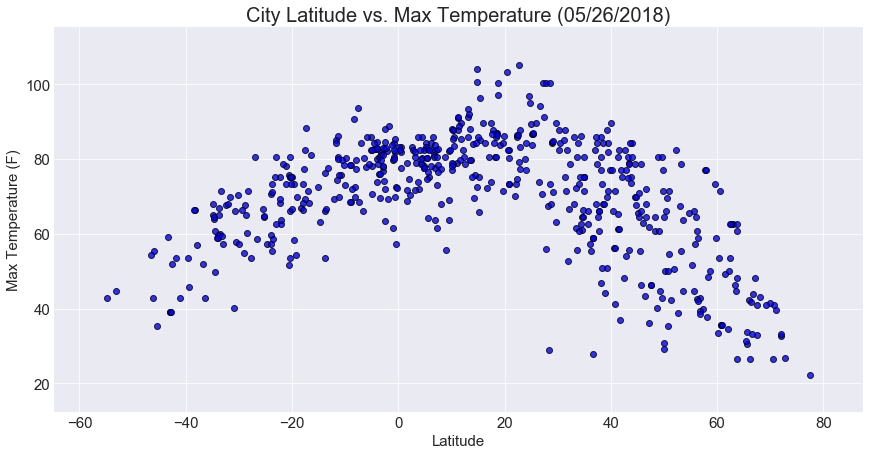 City Latitude vs. Max Temperature (05/26/2018)
Max Temperature (F)
100
80
60
40
20
−60 −40 −20 0 20 40 60 80
Latitude